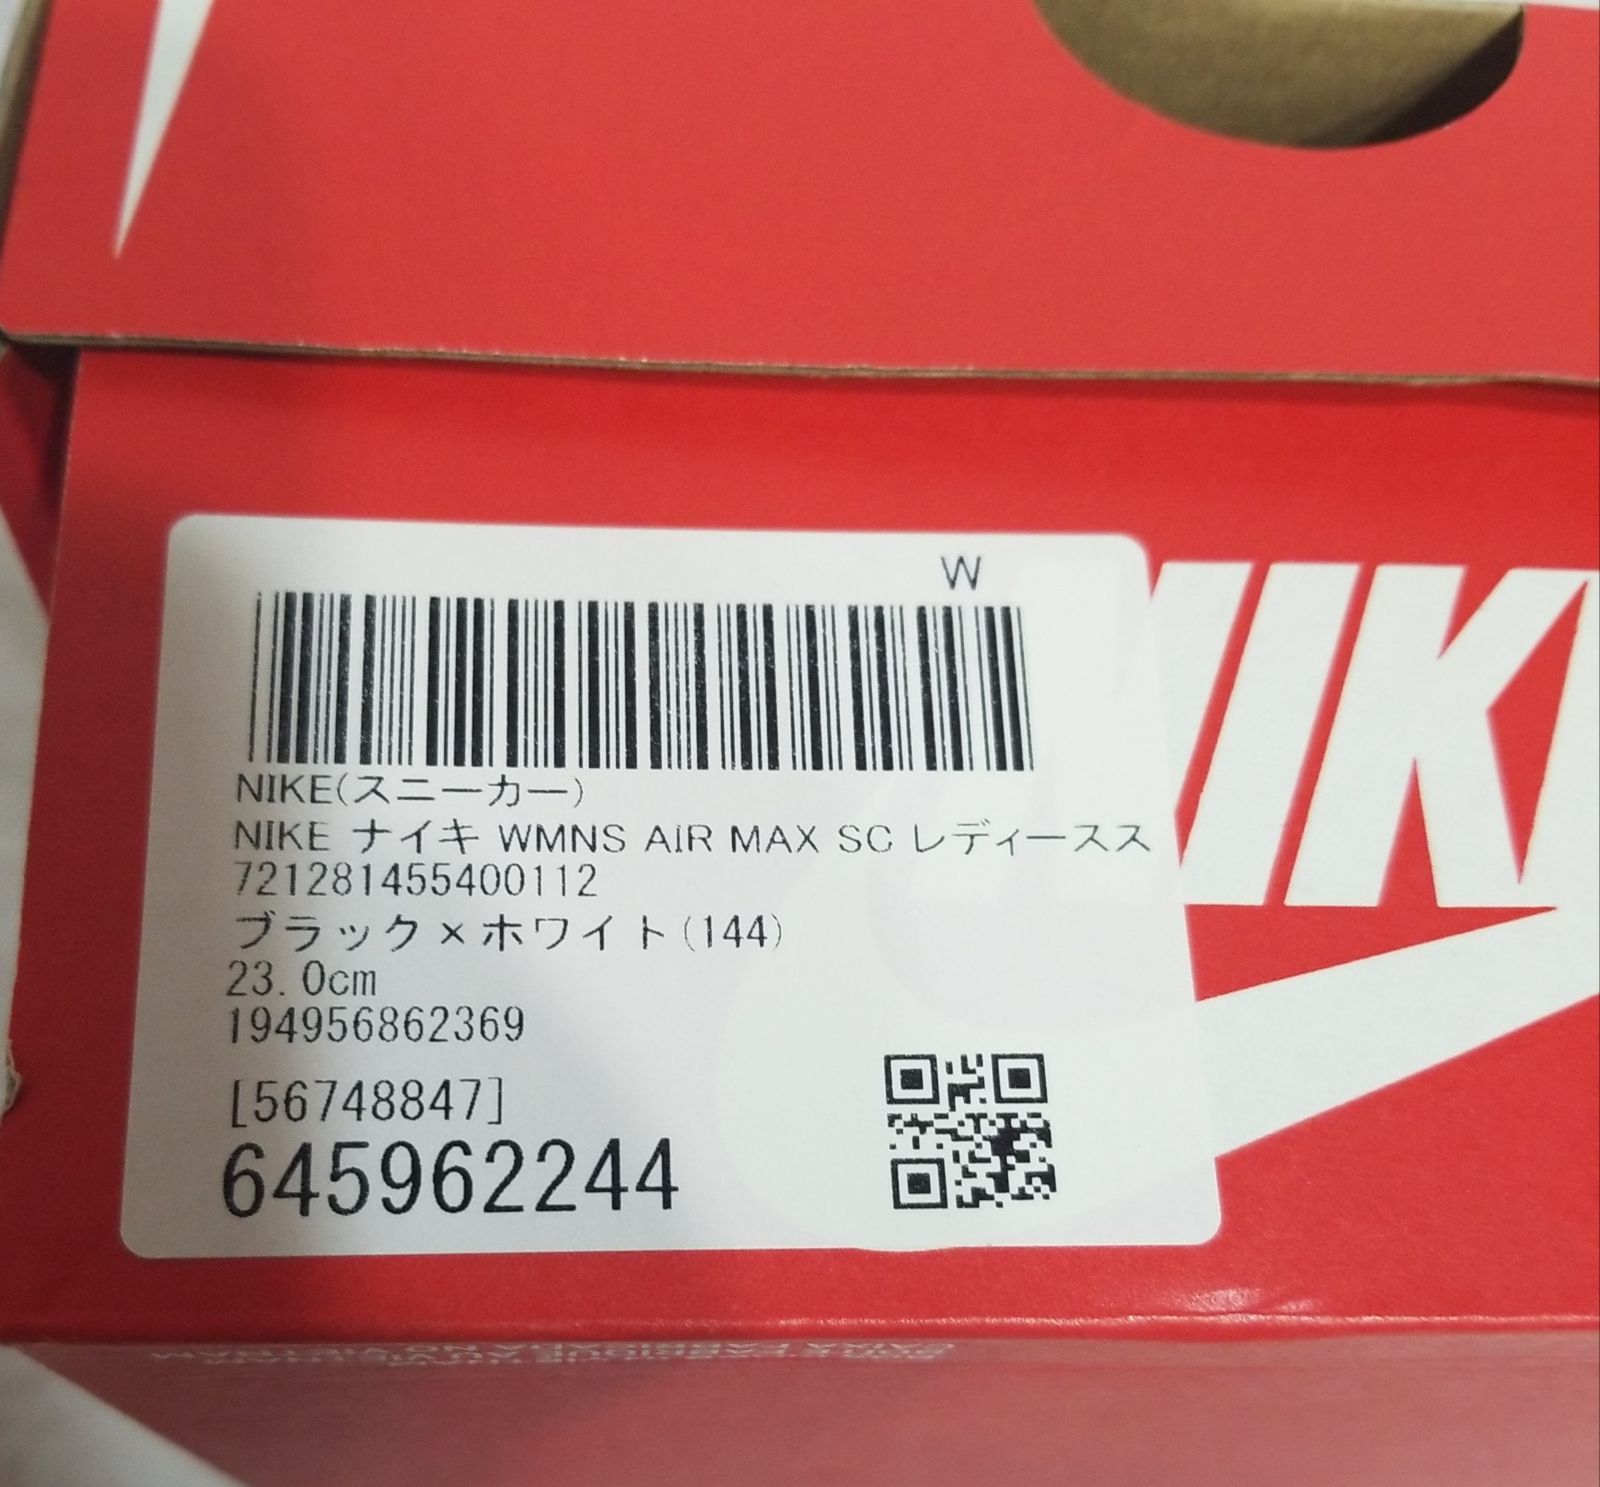 W
NIKE(スニーカー)
NIKE ナイキ WMNS AIR MAX SC レディースス
721281455400112
ブラック×ホワイト(144)
23.0cm
194956862369
[56748847]
645962244
NIK